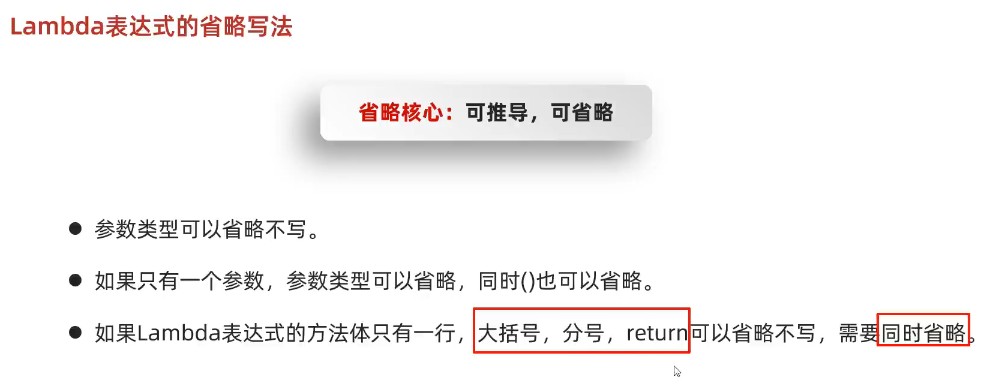 Lambda表达式的省略写法
省略核心：可推导，可省略
● 参数类型可以省略不写。
● 如果只有一个参数，参数类型可以省略，同时()也可以省略。
● 如果Lambda表达式的方法体只有一行，大括号，分号，return可以省略不写，需要同时省略。